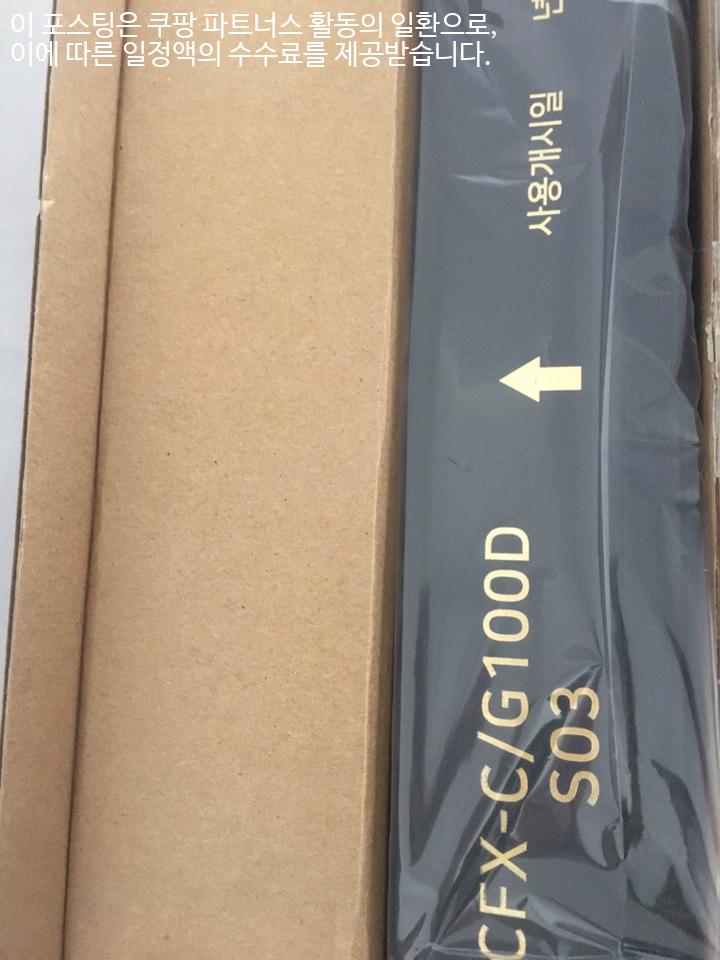 이 포스팅은 쿠팡 파트너스 활동의 일환으로,
이에 따른 일정액의 수수료를 제공받습니다.
사용개시일 년
CFX-C/G100D
S03